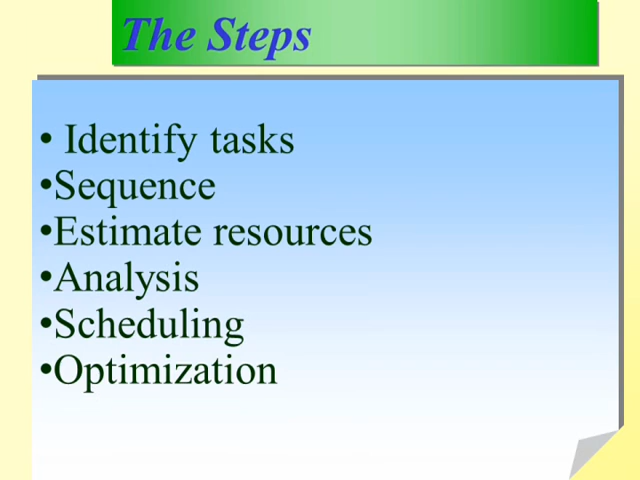 The Steps
• Identify tasks
•Sequence
•Estimate resources
•Analysis
•Scheduling
•Optimization